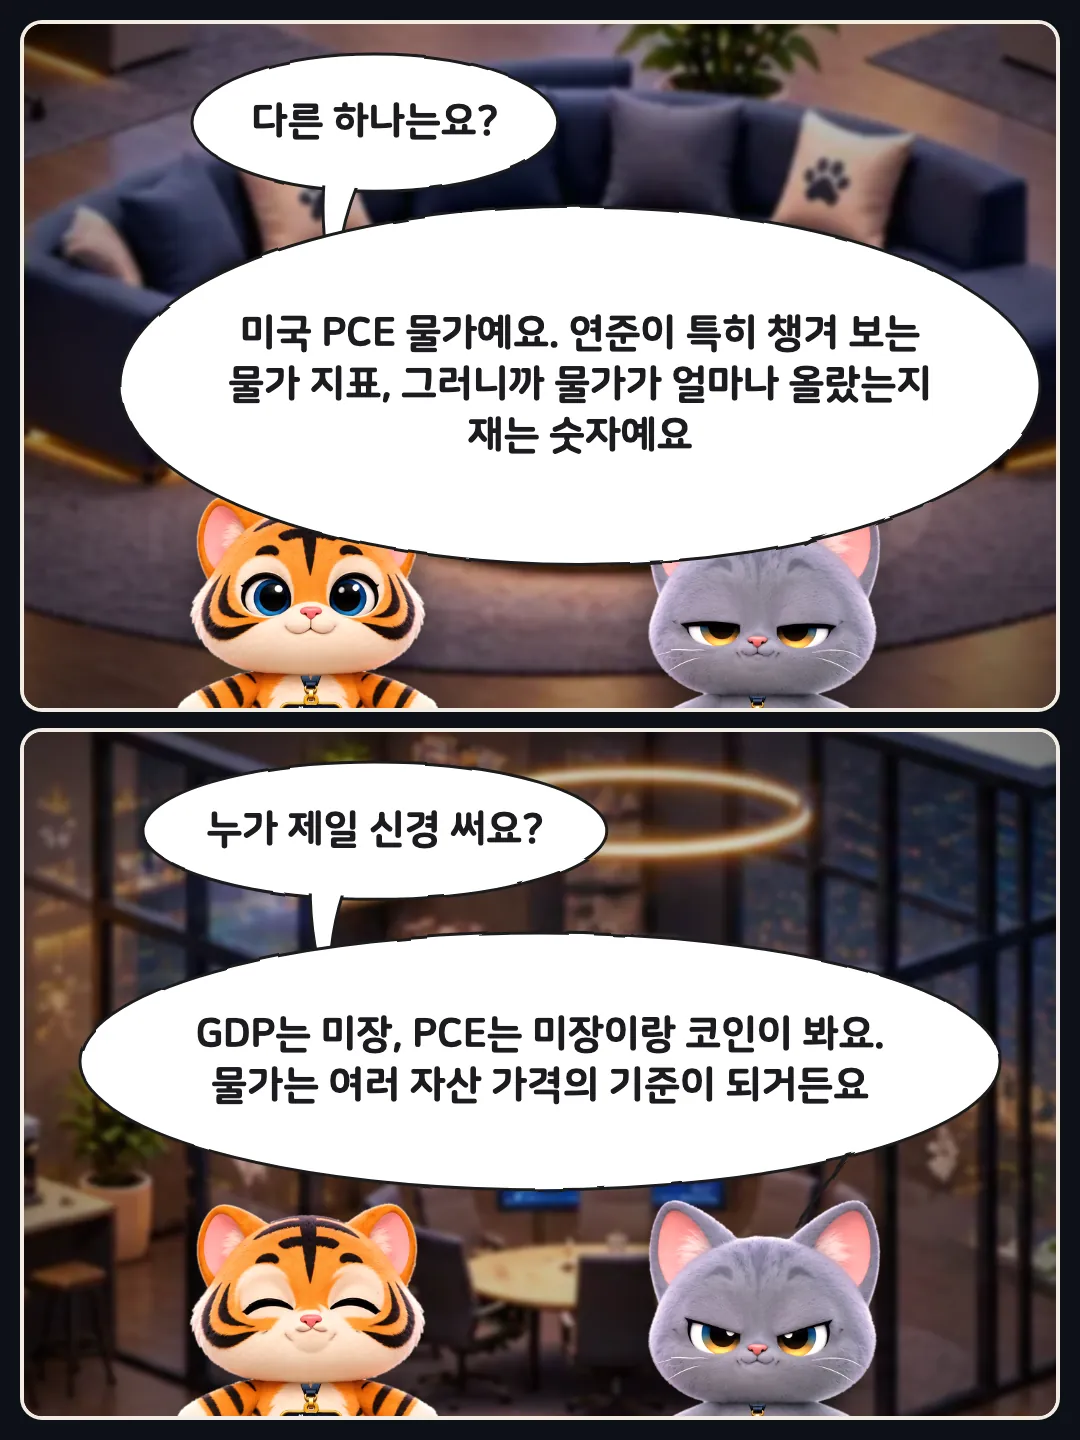 다른 하나는요?
미국 PCE 물가예요. 연준이 특히 챙겨 보는
물가 지표, 그러니까 물가가 얼마나 올랐는지
재는 숫자예요
누가 제일 신경 써요?
GDP는 미장, PCE는 미장이랑 코인이 봐요.
물가는 여러 자산 가격의 기준이 되거든요